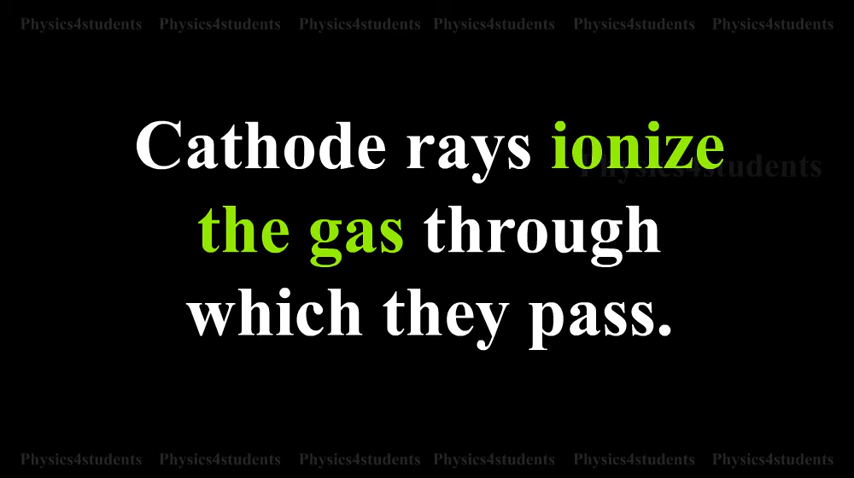 Physics4students Physics4students Physics4students Physics4students Physics4students Physics4students
Cathode rays ionize
Physics4students
the gas through
which they pass.
Physics4students Physics4students Physics4students Physics4students Physics4students Physics4students